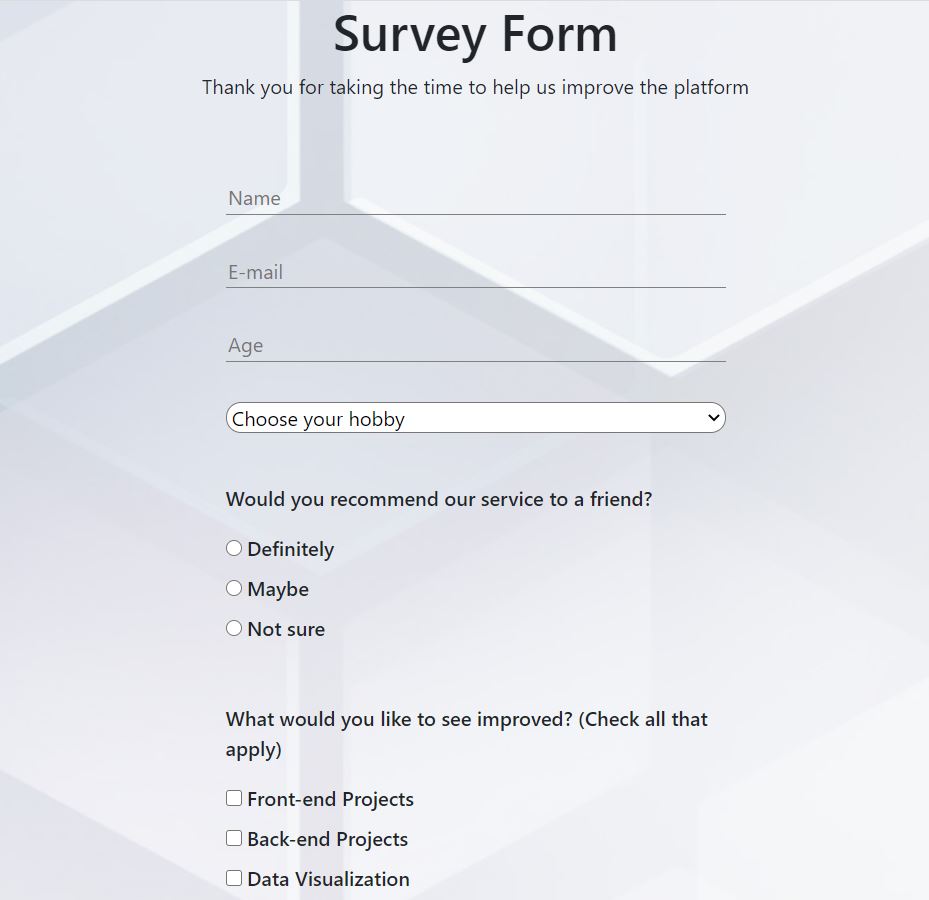 Survey Form
Thank you for taking the time to help us improve the platform
Name
E-mail
Age
Choose your hobby
Would you recommend our service to a friend?
Definitely
Maybe
Not sure
What would you like to see improved? (Check all that
apply)
Front-end Projects
Back-end Projects
Data Visualization